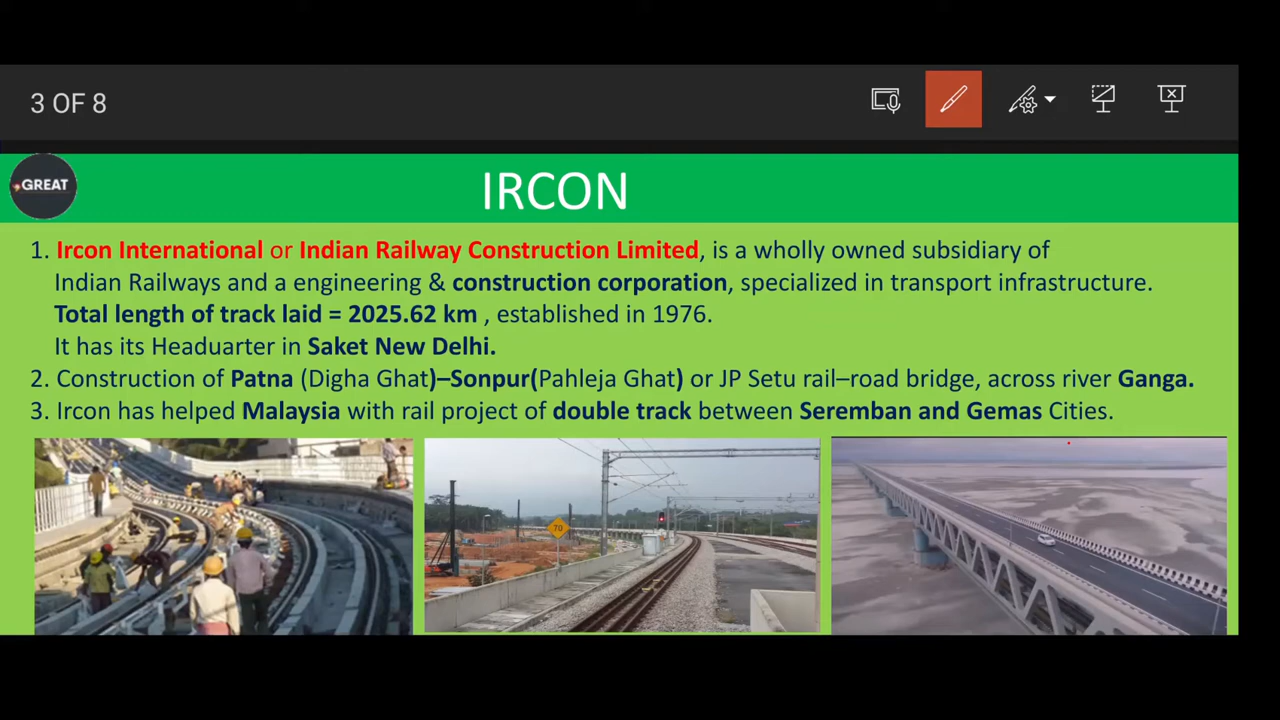 3 OF 8
GREAT
IRCON
1. Ircon International or Indian Railway Construction Limited, is a wholly owned subsidiary of
Indian Railways and a engineering & construction corporation, specialized in transport infrastructure.
Total length of track laid = 2025.62 km , established in 1976.
It has its Headuarter in Saket New Delhi.
2. Construction of Patna (Digha Ghat)–Sonpur(Pahleja Ghat) or JP Setu rail–road bridge, across river Ganga.
3. Ircon has helped Malaysia with rail project of double track between Seremban and Gemas Cities.
70